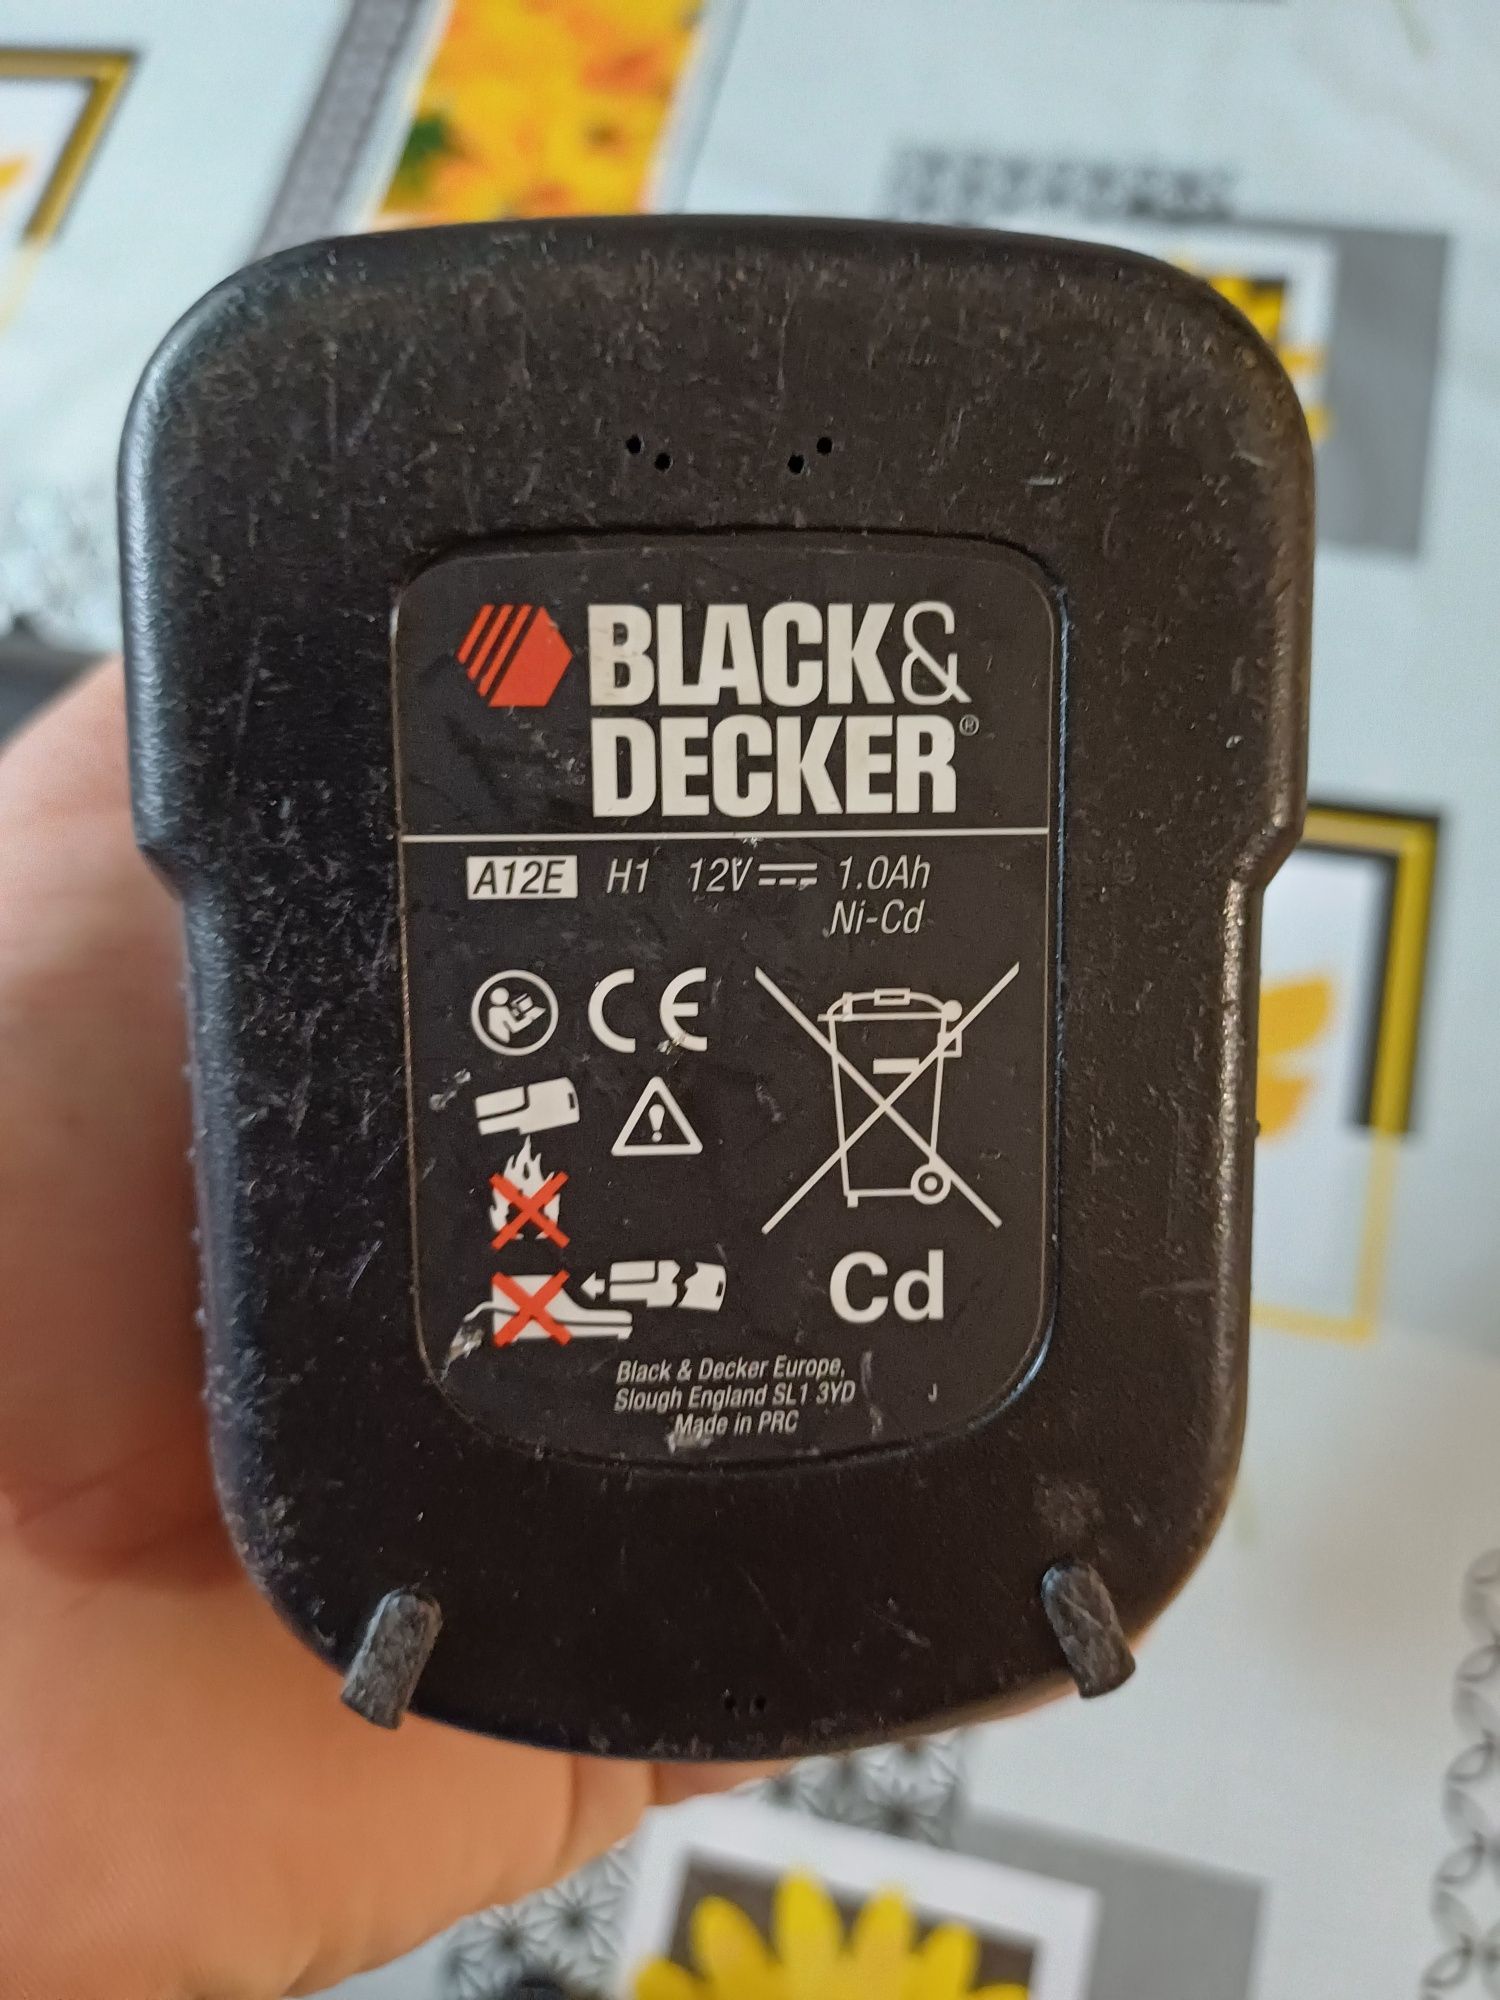 BLACK&
DECKER®
A12E H1 12V⎓ 1.0Ah
Ni-Cd
CE
Cd
Black & Decker Europe,
Slough England SL1 3YD J
Made in PRC